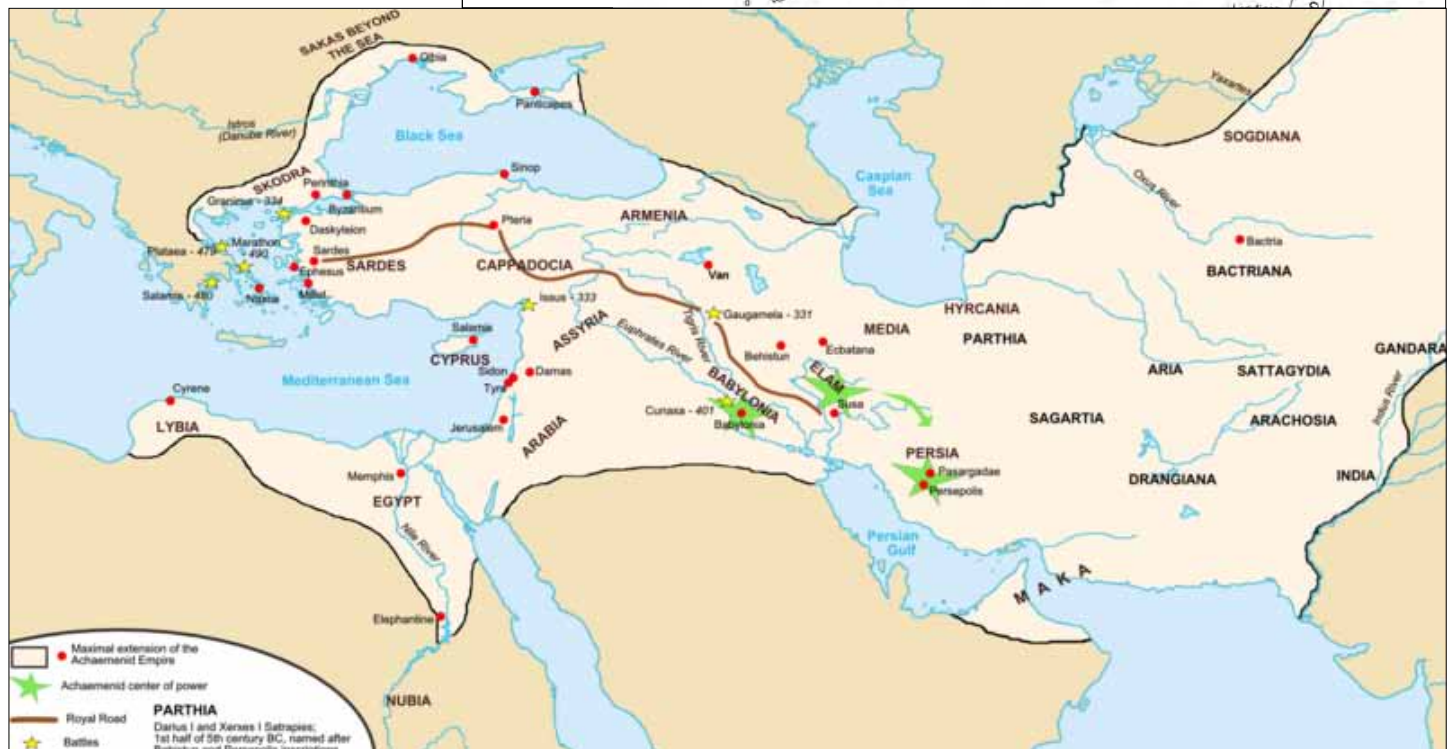 SAKAS BEYOND
THE SEA
Olbia
Panticapea
Istros
(Danube River)
Black Sea
Yaxartes
SOGDIANA
Caspian
Sea
Oxus River
Sinop
SKODRA
Perinthia
Byzantium
Granicus - 334
Daskyleion
Pteria
ARMENIA
Bactria
BACTRIANA
Plataea - 479
Marathon
- 490
Sardes
SARDES
Ephesus
Milet
Salamis - 480
Naxos
CAPPADOCIA
Van
Issus - 333
Gaugamela - 331
HYRCANIA
MEDIA
PARTHIA
GANDARA
ASSYRIA
Euphrates River
Tigris River
Behistun
Ecbatana
Salamis
CYPRUS
Sidon
Tyre
Damas
Mediterranean Sea
ELAM
ARIA
SATTAGYDIA
Indus River
BABYLONIA
Cunaxa - 401
Babylonia
Susa
SAGARTIA
ARACHOSIA
Cyrene
LYBIA
Jerusalem
ARABIA
PERSIA
Pasargadae
Persepolis
DRANGIANA
INDIA
Memphis
EGYPT
Nile River
Persian
Gulf
MAKA
Elephantine
NUBIA
Maximal extension of the
Achaemenid Empire
Achaemenid center of power
Royal Road
Battles
PARTHIA
Darius I and Xerxes I Satrapies;
1st half of 5th century BC, named after
Behistun and Persepolis inscriptions